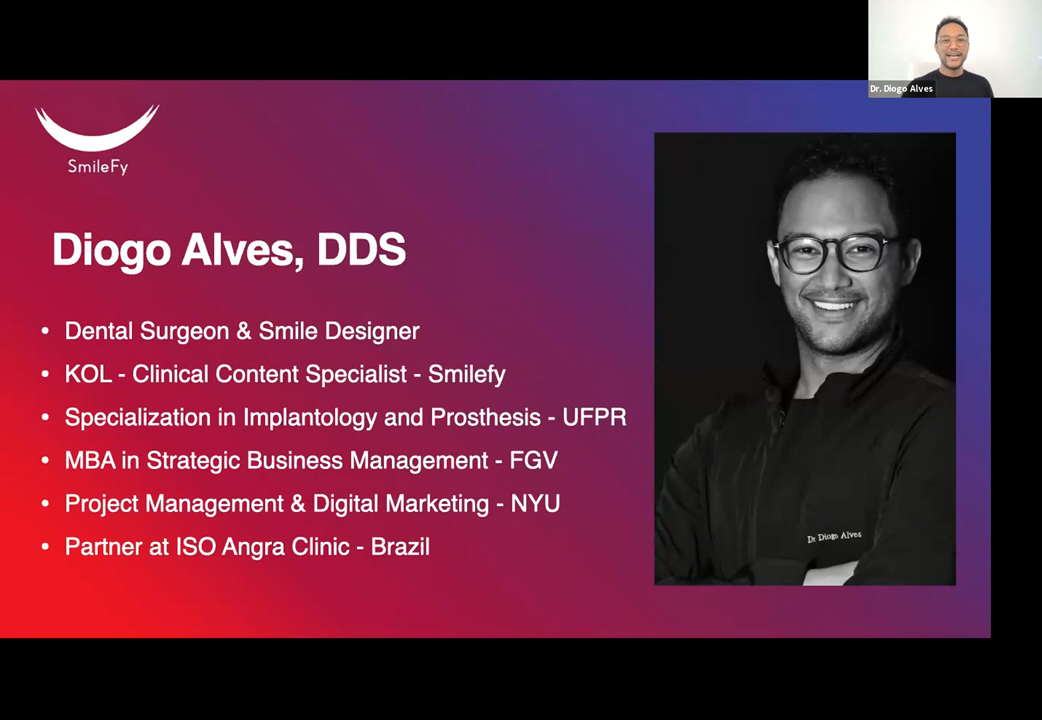 Dr. Diogo Alves
SmileFy
Diogo Alves, DDS
• Dental Surgeon & Smile Designer
• KOL - Clinical Content Specialist - Smilefy
• Specialization in Implantology and Prosthesis - UFPR
• MBA in Strategic Business Management - FGV
• Project Management & Digital Marketing - NYU
• Partner at ISO Angra Clinic - Brazil
Dr Diogo Alves